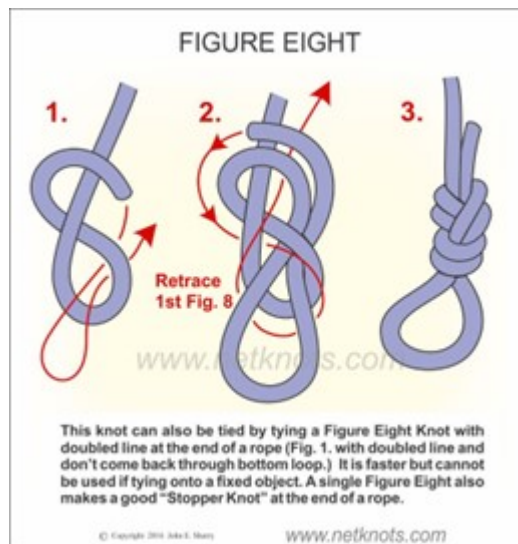 FIGURE EIGHT
1. 2. 3.
Retrace
1st Fig. 8
www.netknots.com
This knot can also be tied by tying a Figure Eight Knot with
doubled line at the end of a rope (Fig. 1. with doubled line and
don't come back through bottom loop.) It is faster but cannot
be used if tying onto a fixed object. A single Figure Eight also
makes a good “Stopper Knot” at the end of a rope.
© Copyright John E. Sherry www.netknots.com